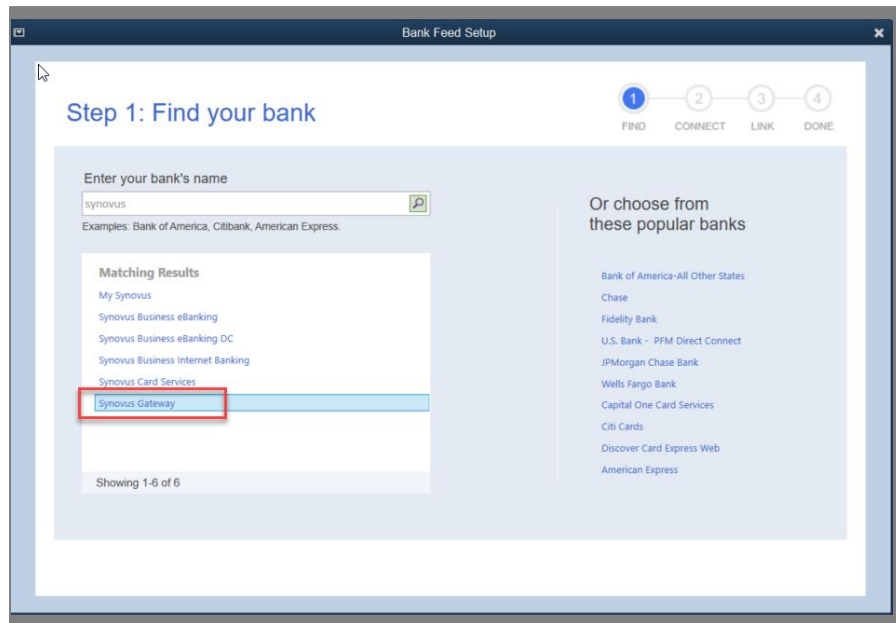 Bank Feed Setup
Step 1: Find your bank
1 2 3 4
FIND CONNECT LINK DONE
Enter your bank's name
synovus
Examples: Bank of America, Citibank, American Express.
Matching Results
My Synovus
Synovus Business eBanking
Synovus Business eBanking DC
Synovus Business Internet Banking
Synovus Card Services
Synovus Gateway
Showing 1-6 of 6
Or choose from
these popular banks
Bank of America-All Other States
Chase
Fidelity Bank
U.S. Bank - PFM Direct Connect
JPMorgan Chase Bank
Wells Fargo Bank
Capital One Card Services
Citi Cards
Discover Card Express Web
American Express